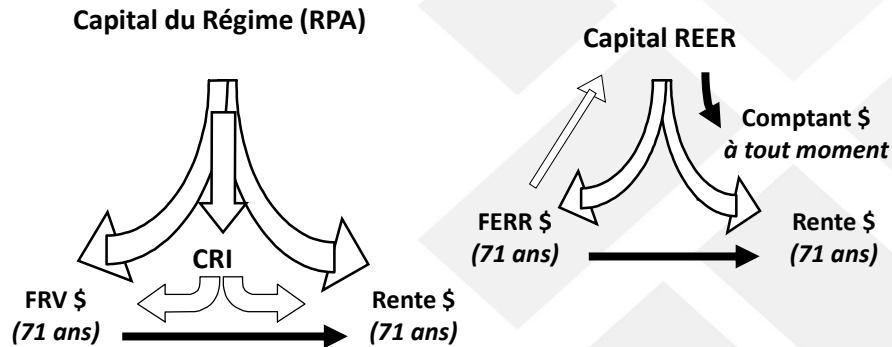 Capital du Régime (RPA)
CRI
FRV $
(71 ans)
Rente $
(71 ans)
Capital REER
Comptant $
à tout moment
FERR $
(71 ans)
Rente $
(71 ans)